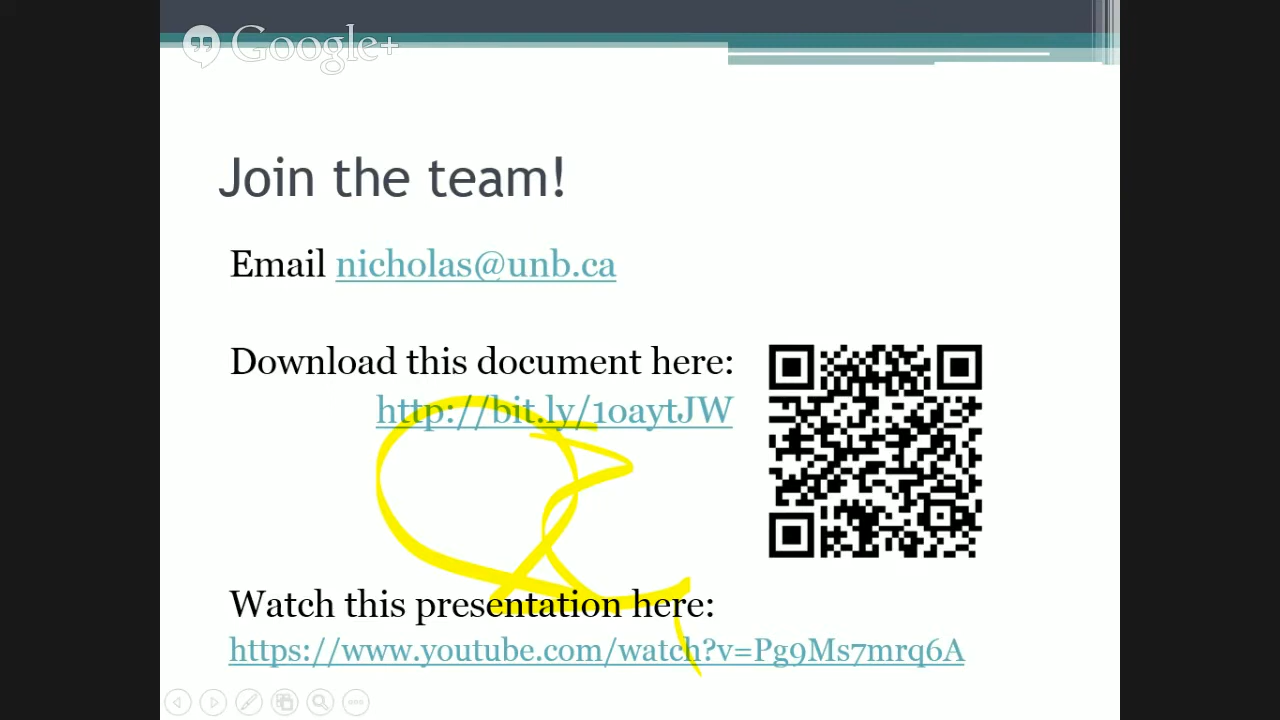 Google+
Join the team!
Email nicholas@unb.ca
Download this document here:
http://bit.ly/1oaytJW
Watch this presentation here:
https://www.youtube.com/watch?v=Pg9Ms7mrq6A